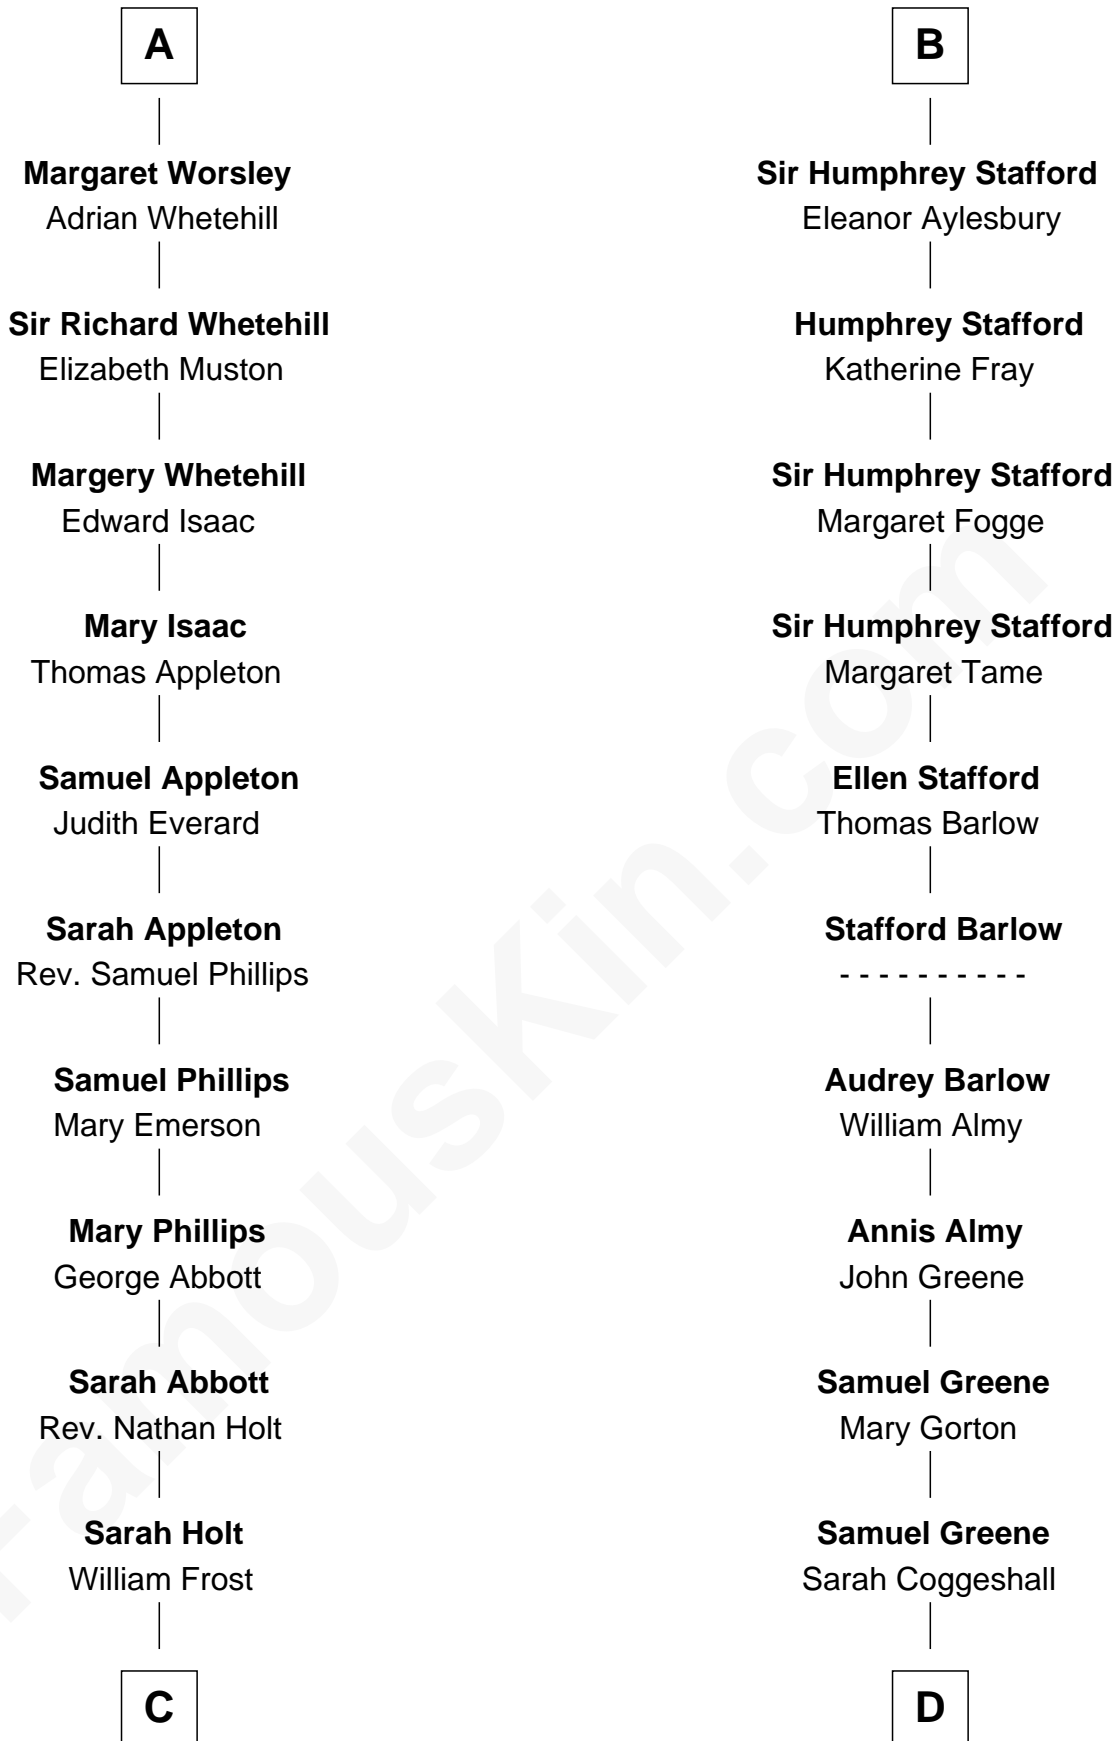 A
Margaret Worsley
Adrian Whetehill
Sir Richard Whetehill
Elizabeth Muston
Margery Whetehill
Edward Isaac
Mary Isaac
Thomas Appleton
Samuel Appleton
Judith Everard
Sarah Appleton
Rev. Samuel Phillips
Samuel Phillips
Mary Emerson
Mary Phillips
George Abbott
Sarah Abbott
Rev. Nathan Holt
Sarah Holt
William Frost
C
B
Sir Humphrey Stafford
Eleanor Aylesbury
Humphrey Stafford
Katherine Fray
Sir Humphrey Stafford
Margaret Fogge
Sir Humphrey Stafford
Margaret Tame
Ellen Stafford
Thomas Barlow
Stafford Barlow
- - - - - - - - - -
Audrey Barlow
William Almy
Annis Almy
John Greene
Samuel Greene
Mary Gorton
Samuel Greene
Sarah Coggeshall
D
FamousKin.com